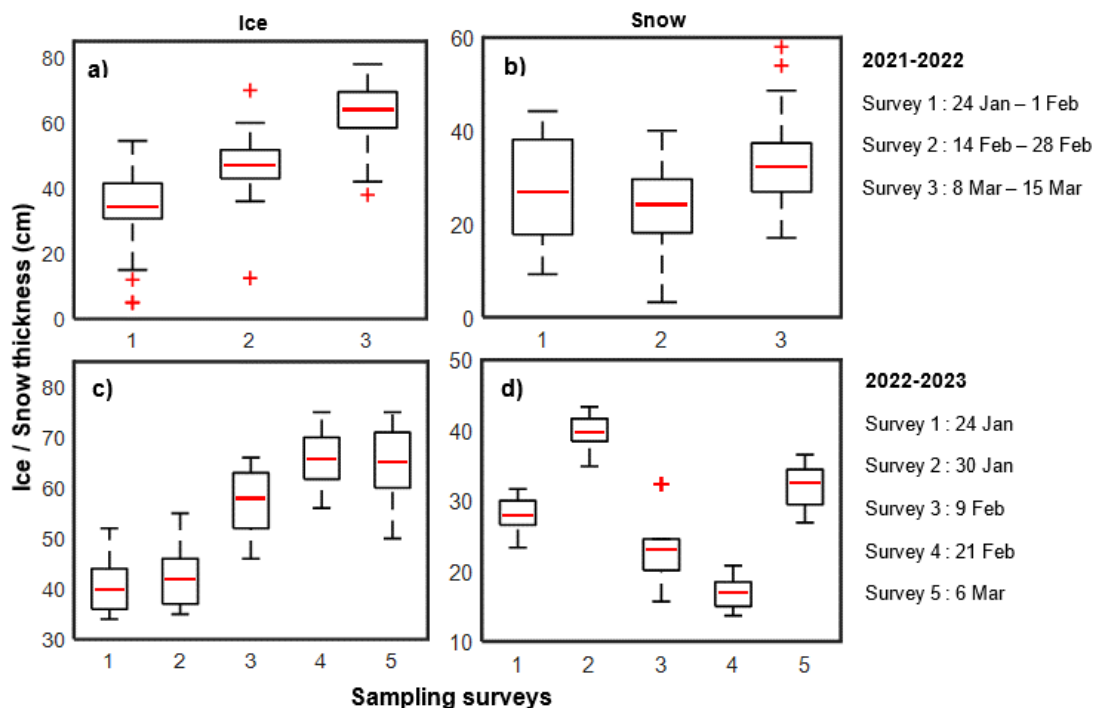 Ice
Snow
a)
80
60
40
20
0
1 2 3
b)
60
40
20
0
1 2 3
2021-2022
Survey 1 : 24 Jan – 1 Feb
Survey 2 : 14 Feb – 28 Feb
Survey 3 : 8 Mar – 15 Mar
Ice / Snow thickness (cm)
c)
80
70
60
50
40
30
1 2 3 4 5
d)
50
40
30
20
10
1 2 3 4 5
2022-2023
Survey 1 : 24 Jan
Survey 2 : 30 Jan
Survey 3 : 9 Feb
Survey 4 : 21 Feb
Survey 5 : 6 Mar
Sampling surveys